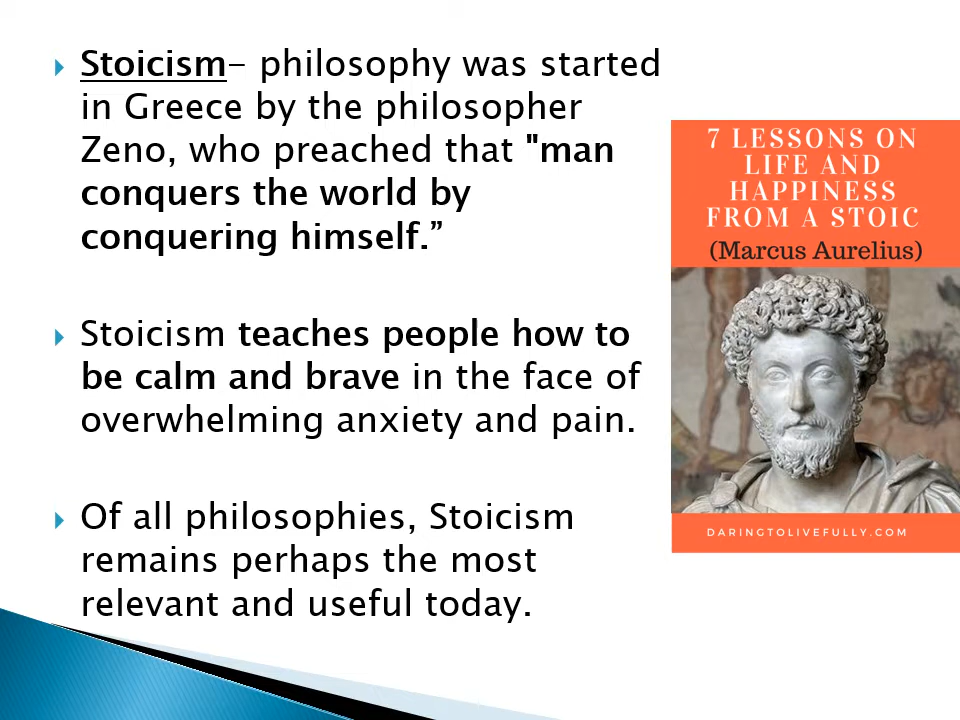 Stoicism- philosophy was started
in Greece by the philosopher
Zeno, who preached that "man
conquers the world by
conquering himself.”
Stoicism teaches people how to
be calm and brave in the face of
overwhelming anxiety and pain.
Of all philosophies, Stoicism
remains perhaps the most
relevant and useful today.
7 LESSONS ON
LIFE AND
HAPPINESS
FROM A STOIC
(Marcus Aurelius)
DARINGTOLIVEFULLY.COM